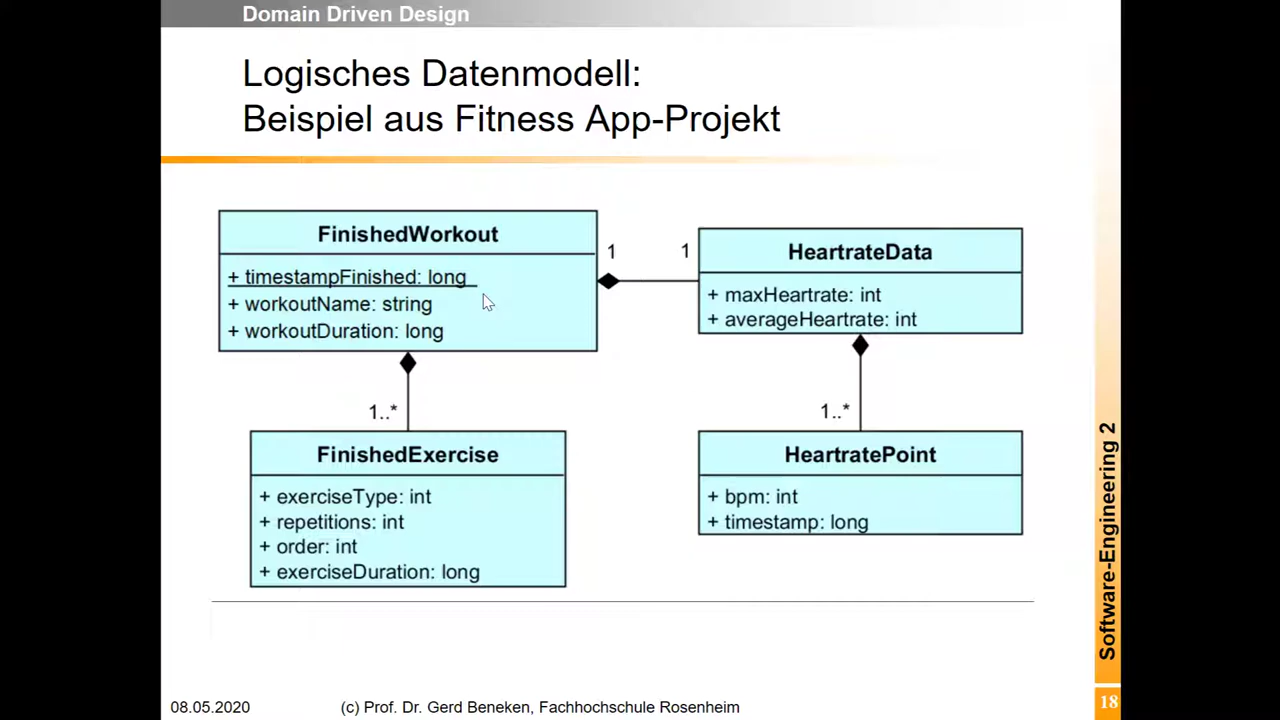 Domain Driven Design
Logisches Datenmodell:
Beispiel aus Fitness App-Projekt
FinishedWorkout
+ timestampFinished: long
+ workoutName: string
+ workoutDuration: long
1
1
HeartrateData
+ maxHeartrate: int
+ averageHeartrate: int
1..*
FinishedExercise
+ exerciseType: int
+ repetitions: int
+ order: int
+ exerciseDuration: long
1..*
HeartratePoint
+ bpm: int
+ timestamp: long
Software-Engineering 2
08.05.2020
(c) Prof. Dr. Gerd Beneken, Fachhochschule Rosenheim
18